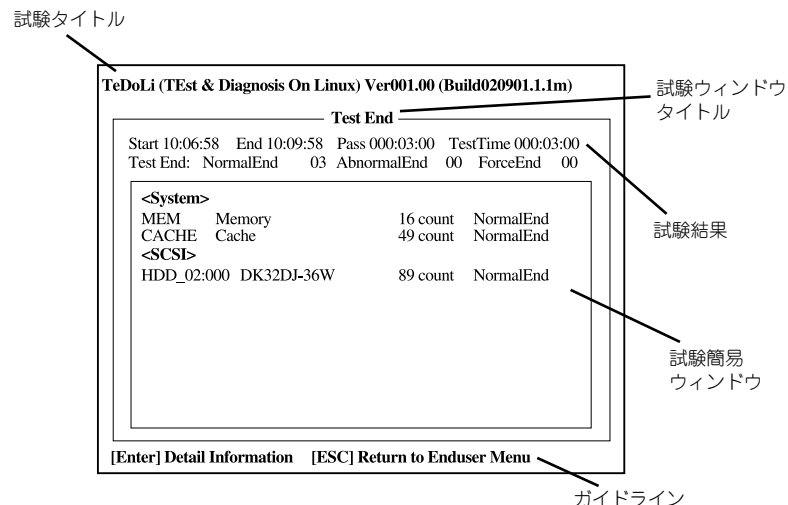 試験タイトル
TeDoLi (TEst & Diagnosis On Linux) Ver001.00 (Build020901.1.1m)
試験ウィンドウ
タイトル
Test End
Start 10:06:58 End 10:09:58 Pass 000:03:00 TestTime 000:03:00
Test End: NormalEnd 03 AbnormalEnd 00 ForceEnd 00
試験結果
<System>
MEM Memory 16 count NormalEnd
CACHE Cache 49 count NormalEnd
<SCSI>
HDD_02:000 DK32DJ-36W 89 count NormalEnd
試験簡易
ウィンドウ
[Enter] Detail Information [ESC] Return to Enduser Menu
ガイドライン